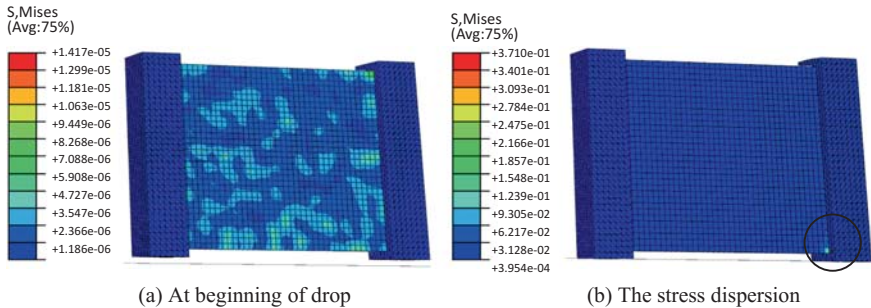 S,Mises
(Avg:75%)
+1.417e-05
+1.299e-05
+1.181e-05
+1.063e-05
+9.449e-06
+8.268e-06
+7.088e-06
+5.908e-06
+4.727e-06
+3.547e-06
+2.366e-06
+1.186e-06
(a) At beginning of drop
S,Mises
(Avg:75%)
+3.710e-01
+3.401e-01
+3.093e-01
+2.784e-01
+2.475e-01
+2.166e-01
+1.857e-01
+1.548e-01
+1.239e-01
+9.305e-02
+6.217e-02
+3.128e-02
+3.954e-04
(b) The stress dispersion